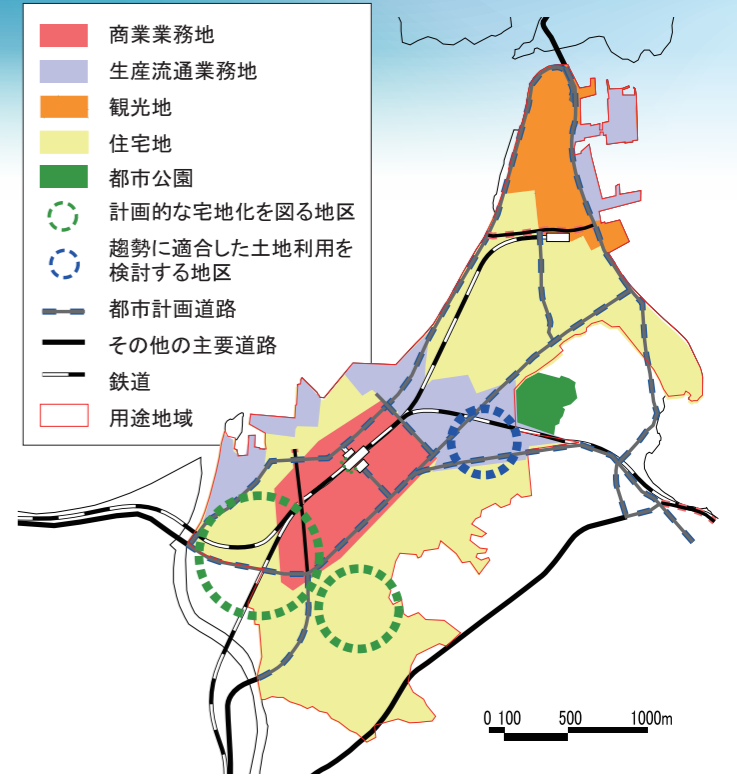 商業業務地
生産流通業務地
観光地
住宅地
都市公園
計画的な宅地化を図る地区
趨勢に適合した土地利用を
検討する地区
都市計画道路
その他の主要道路
鉄道
用途地域
0 100 500 1000m